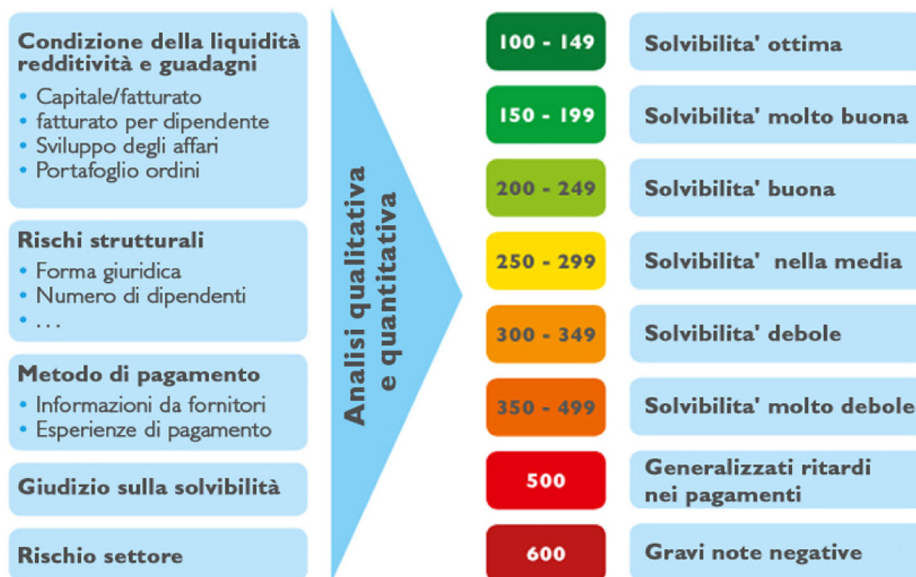 Condizione della liquidità
redditività e guadagni
• Capitale/fatturato
• fatturato per dipendente
• Sviluppo degli affari
• Portafoglio ordini
Rischi strutturali
• Forma giuridica
• Numero di dipendenti
• ...
Metodo di pagamento
• Informazioni da fornitori
• Esperienze di pagamento
Giudizio sulla solvibilità
Rischio settore
Analisi qualitativa
e quantitativa
100 - 149
Solvibilita' ottima
150 - 199
Solvibilita' molto buona
200 - 249
Solvibilita' buona
250 - 299
Solvibilita' nella media
300 - 349
Solvibilita' debole
350 - 499
Solvibilita' molto debole
500
Generalizzati ritardi
nei pagamenti
600
Gravi note negative